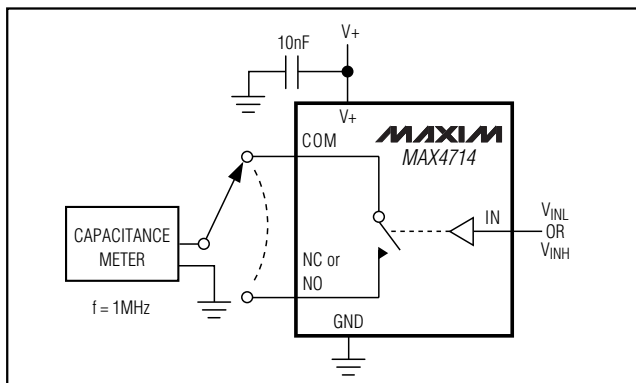 10nF
V+
V+
MAXIM
MAX4714
COM
IN
VINL
OR
VINH
CAPACITANCE
METER
NC or
NO
f = 1MHz
GND